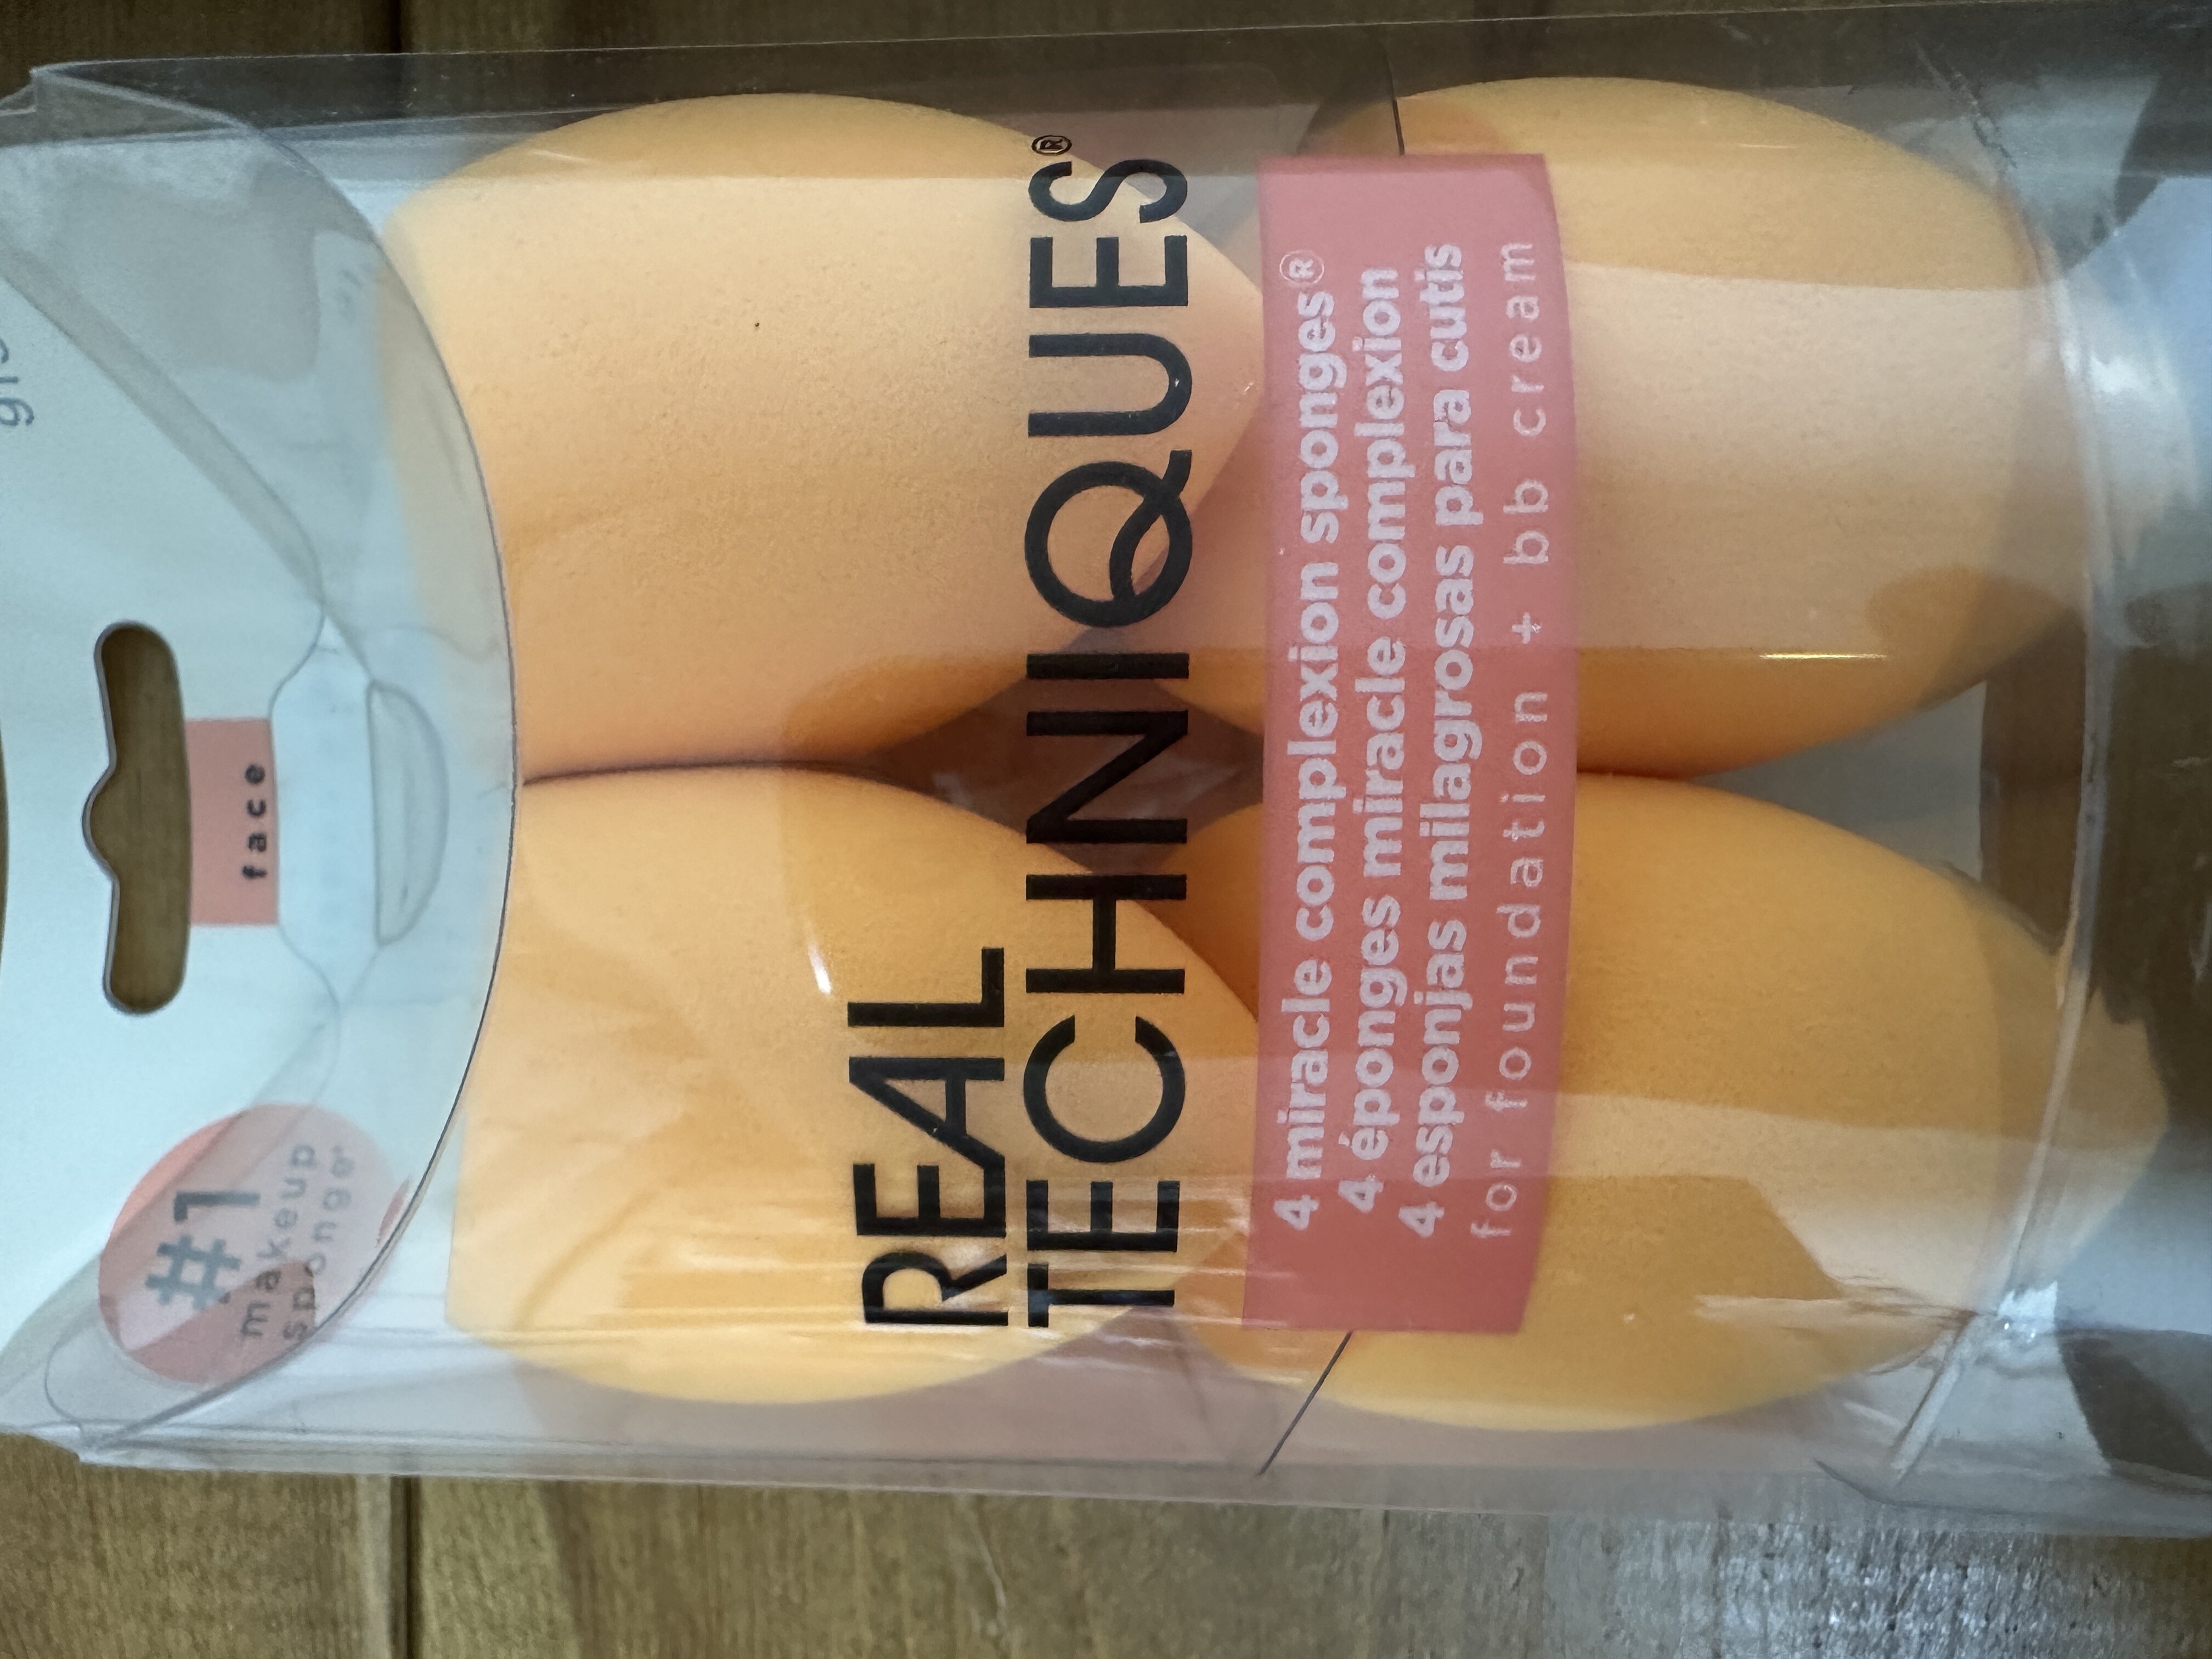 face
#1
makeup
sponge*
REAL
TECHNIQUES®
4 miracle complexion sponges®
4 éponges miracle complexion
4 esponjas milagrosas para cutis
for foundation + bb cream